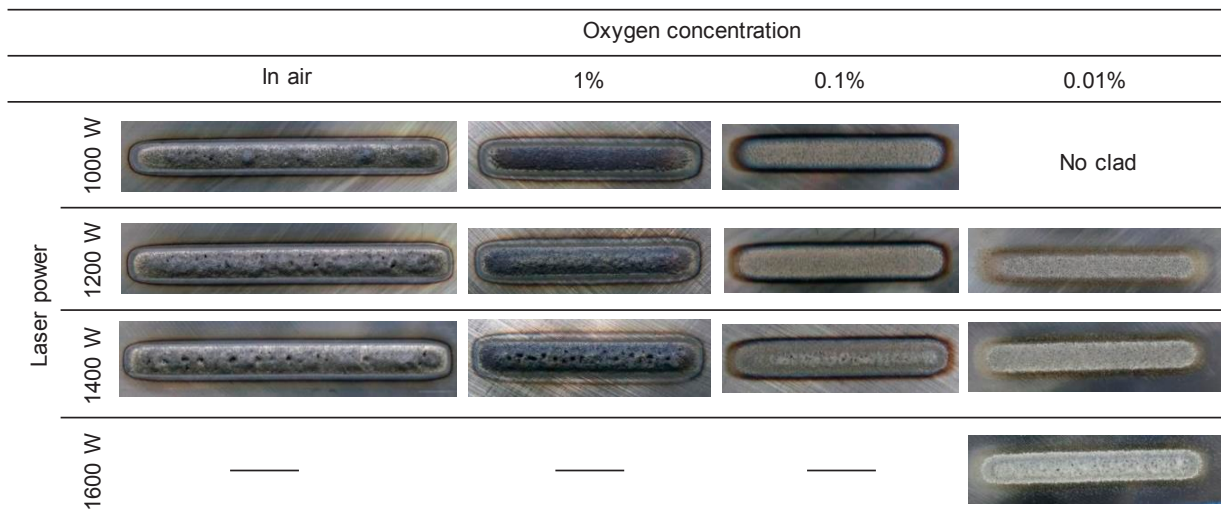 Oxygen concentration
In air 1% 0.1% 0.01%
Laser power
1000 W No clad
1200 W
1400 W
1600 W — — —